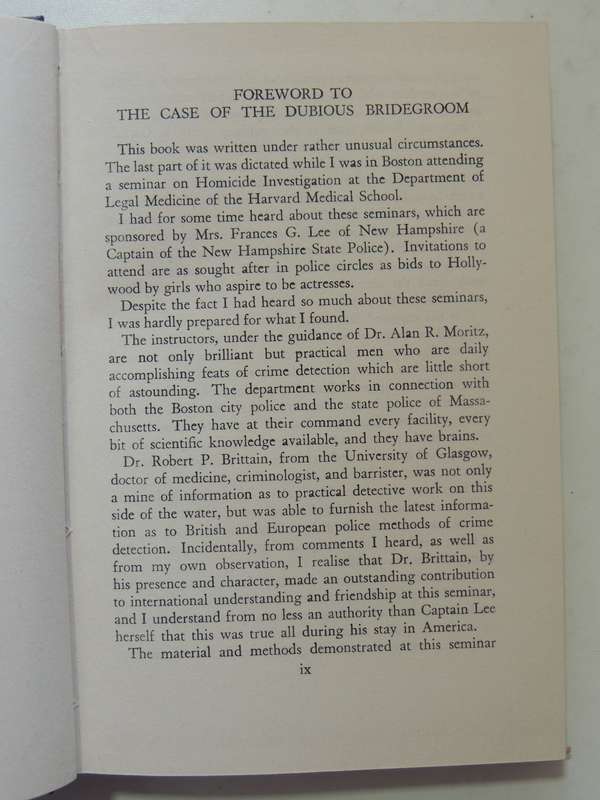 FOREWORD TO
THE CASE OF THE DUBIOUS BRIDEGROOM
This book was written under rather unusual circumstances.
The last part of it was dictated while I was in Boston attending
a seminar on Homicide Investigation at the Department of
Legal Medicine of the Harvard Medical School.
I had for some time heard about these seminars, which are
sponsored by Mrs. Frances G. Lee of New Hampshire (a
Captain of the New Hampshire State Police). Invitations to
attend are as sought after in police circles as bids to Holly-
wood by girls who aspire to be actresses.
Despite the fact I had heard so much about these seminars,
I was hardly prepared for what I found.
The instructors, under the guidance of Dr. Alan R. Moritz,
are not only brilliant but practical men who are daily
accomplishing feats of crime detection which are little short
of astounding. The department works in connection with
both the Boston city police and the state police of Massa-
chusetts. They have at their command every facility, every
bit of scientific knowledge available, and they have brains.
Dr. Robert P. Brittain, from the University of Glasgow,
doctor of medicine, criminologist, and barrister, was not only
a mine of information as to practical detective work on this
side of the water, but was able to furnish the latest informa-
tion as to British and European police methods of crime
detection. Incidentally, from comments I heard, as well as
from my own observation, I realise that Dr. Brittain, by
his presence and character, made an outstanding contribution
to international understanding and friendship at this seminar,
and I understand from no less an authority than Captain Lee
herself that this was true all during his stay in America.
The material and methods demonstrated at this seminar
ix